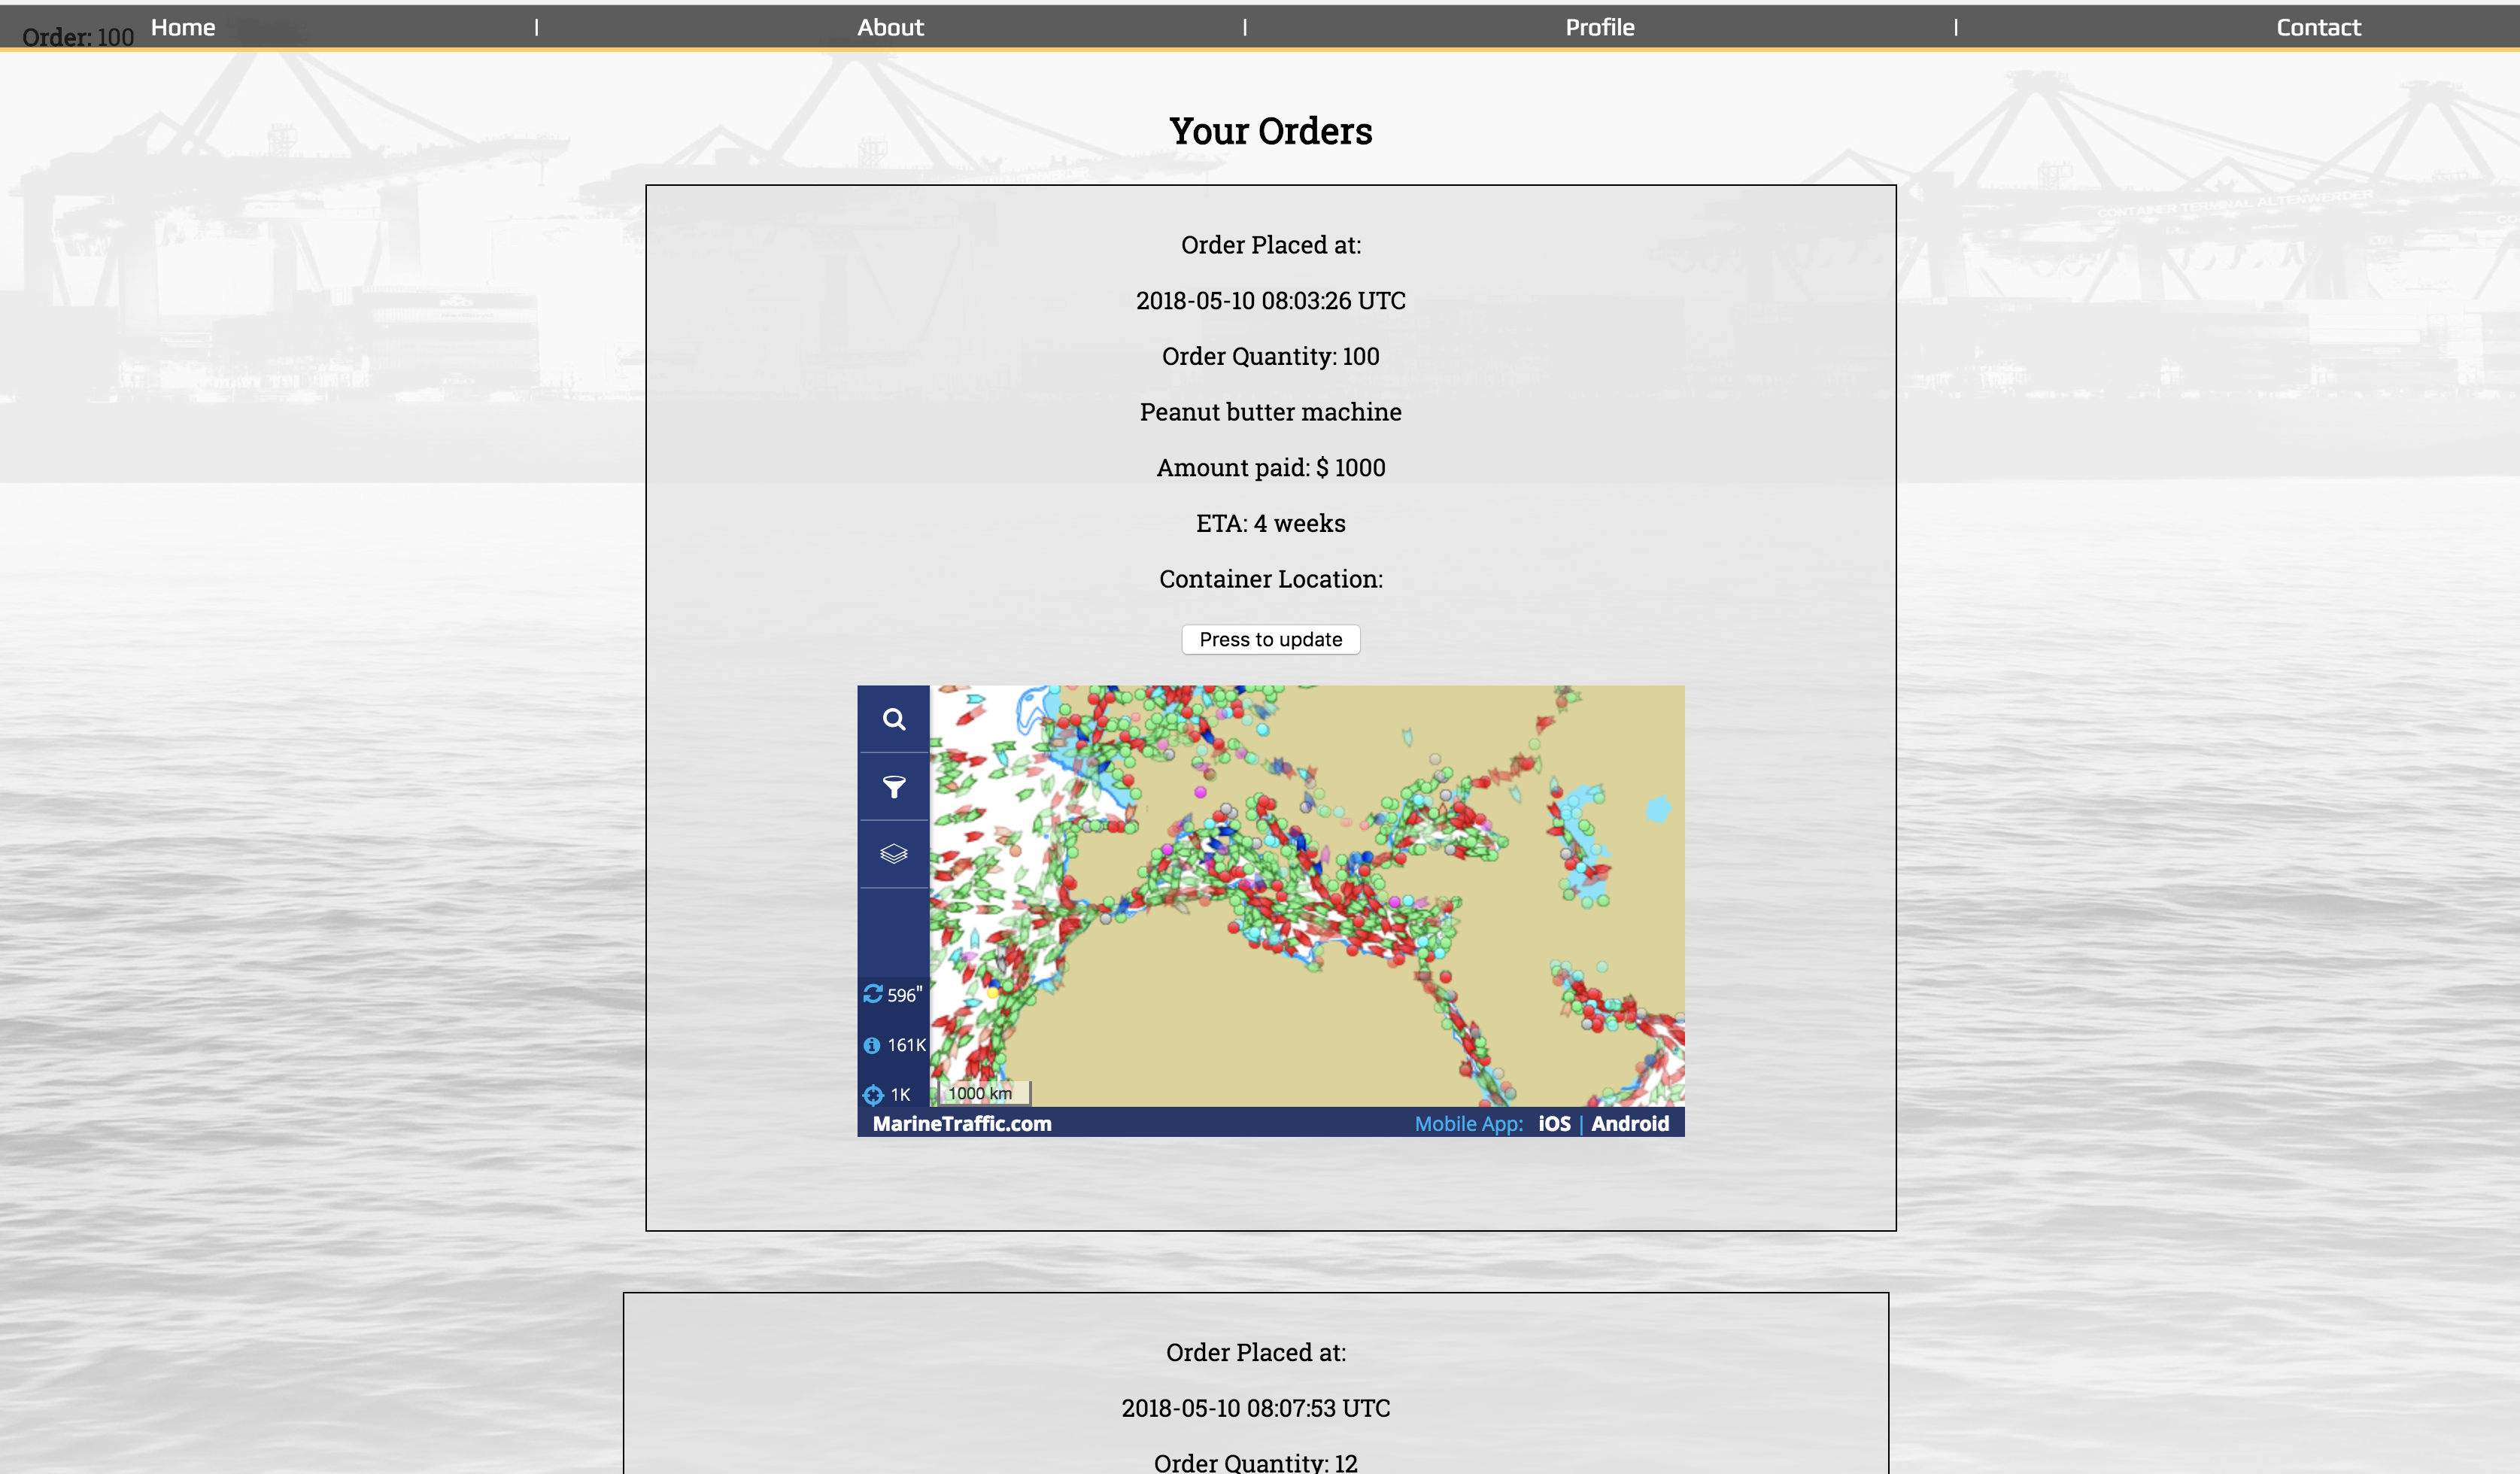 Home | About | Profile | Contact
Order: 100
Your Orders
CONTAINER TERMINAL ALTENWERDER
Order Placed at:
2018-05-10 08:03:26 UTC
Order Quantity: 100
Peanut butter machine
Amount paid: $ 1000
ETA: 4 weeks
Container Location:
Press to update
596"
161K
1K
1000 km
MarineTraffic.com
Mobile App: iOS | Android
Order Placed at:
2018-05-10 08:07:53 UTC
Order Quantity: 12